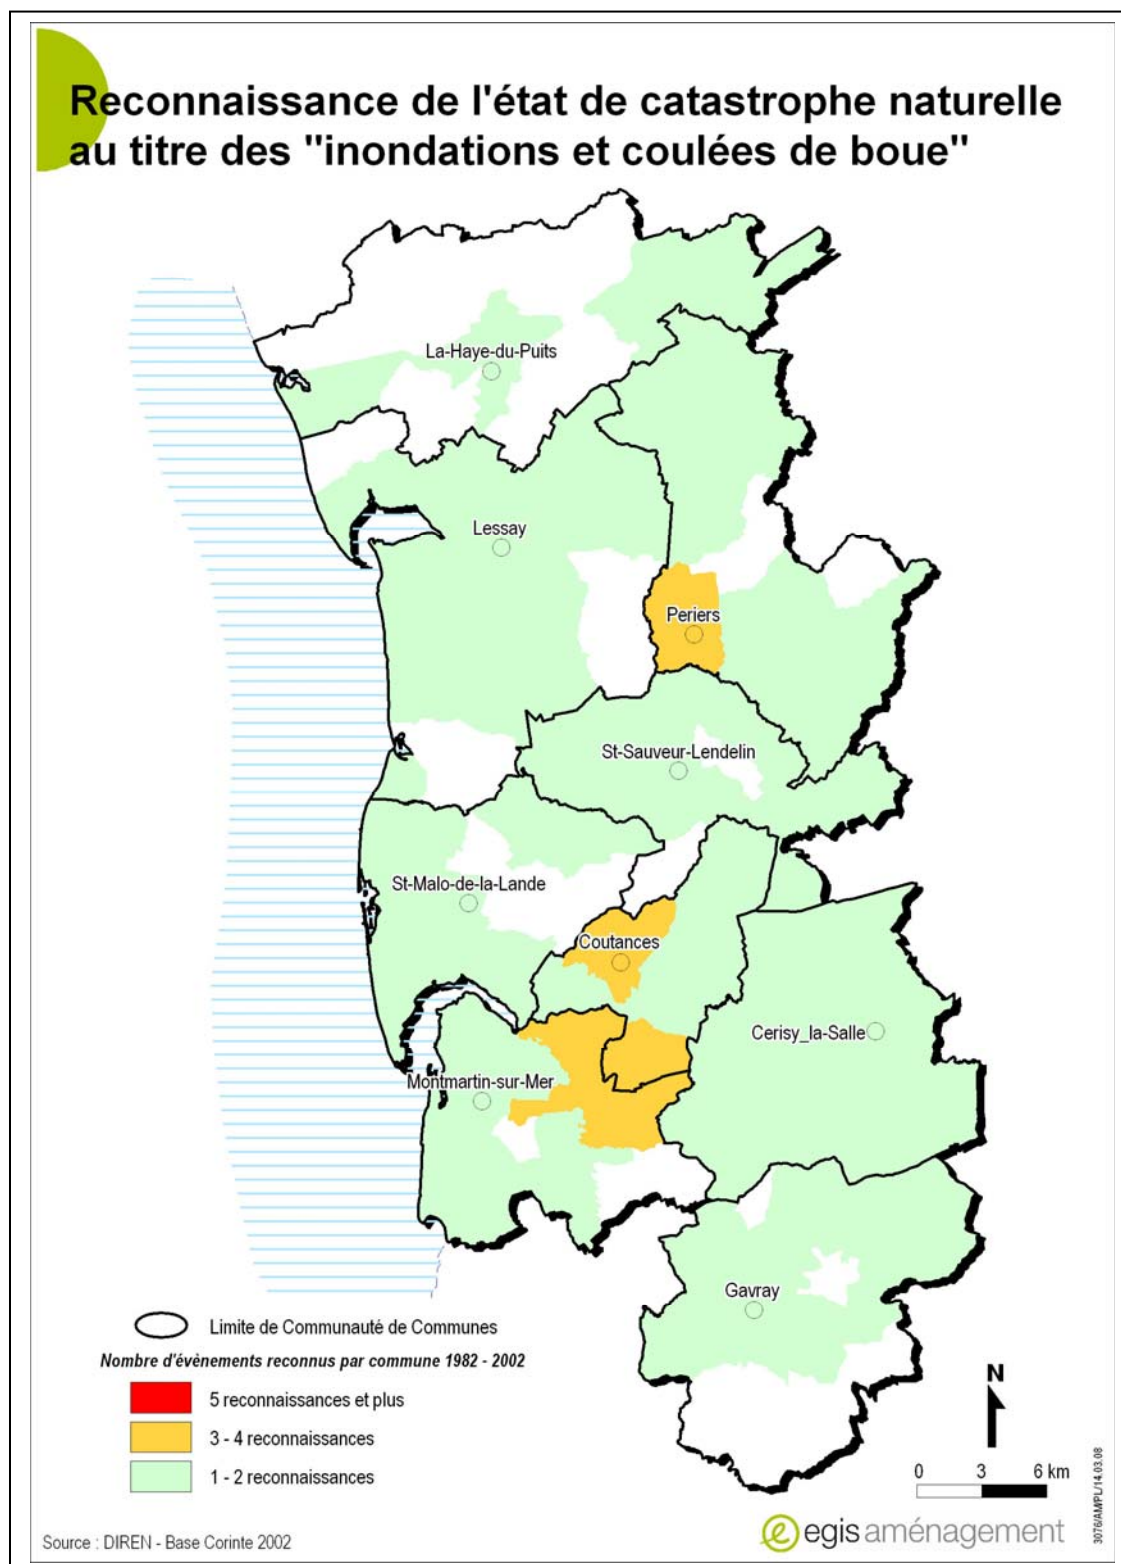 Reconnaissance de l'état de catastrophe naturelle
au titre des "inondations et coulées de boue"
La-Haye-du-Puits
Lessay
Periers
St-Sauveur-Lendelin
St-Malo-de-la-Lande
Coutances
Cerisy_la-Salle
Montmartin-sur-Mer
Gavray
Limite de Communauté de Communes
Nombre d'évènements reconnus par commune 1982 - 2002
5 reconnaissances et plus
3 - 4 reconnaissances
1 - 2 reconnaissances
N
0 3 6 km
3076/AM/PL/14.03.08
Source : DIREN - Base Corinte 2002
e egis aménagement